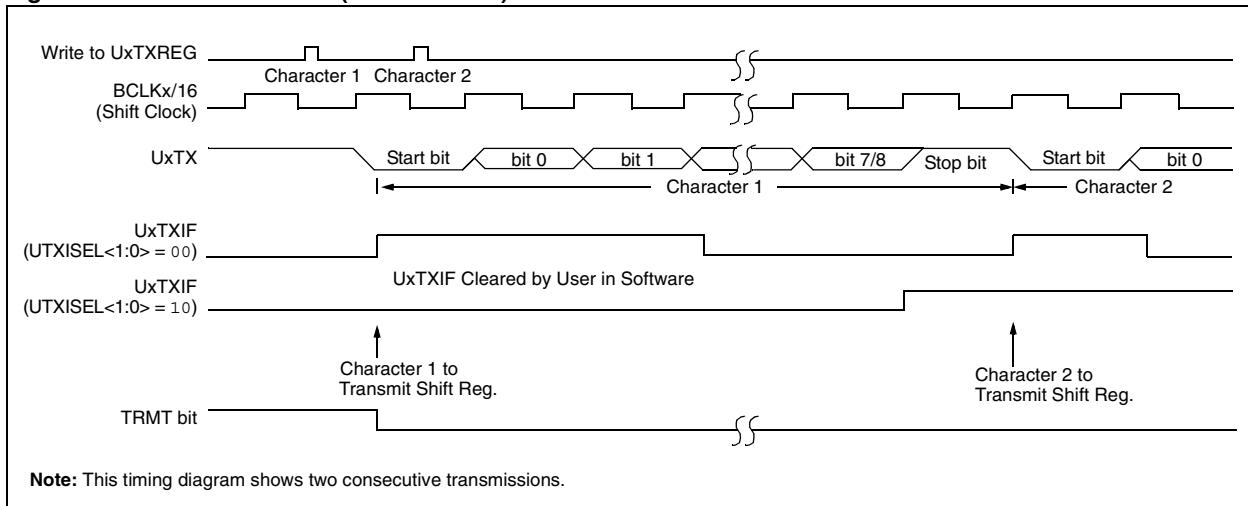 Write to UxTXREG
Character 1 Character 2
BCLKx/16
(Shift Clock)
UxTX
Start bit bit 0 bit 1 bit 7/8 Stop bit Start bit bit 0
Character 1 Character 2
UxTXIF
(UTXISEL<1:0> = 00)
UxTXIF Cleared by User in Software
UxTXIF
(UTXISEL<1:0> = 10)
Character 1 to
Transmit Shift Reg.
Character 2 to
Transmit Shift Reg.
TRMT bit
Note: This timing diagram shows two consecutive transmissions.